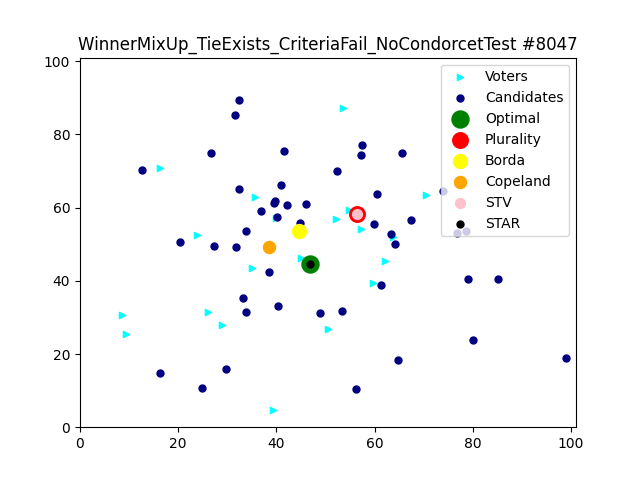 WinnerMixUp_TieExists_CriteriaFail_NoCondorcetTest #8047
100
80
60
40
20
0
0 20 40 60 80 100
Voters
Candidates
Optimal
Plurality
Borda
Copeland
STV
STAR